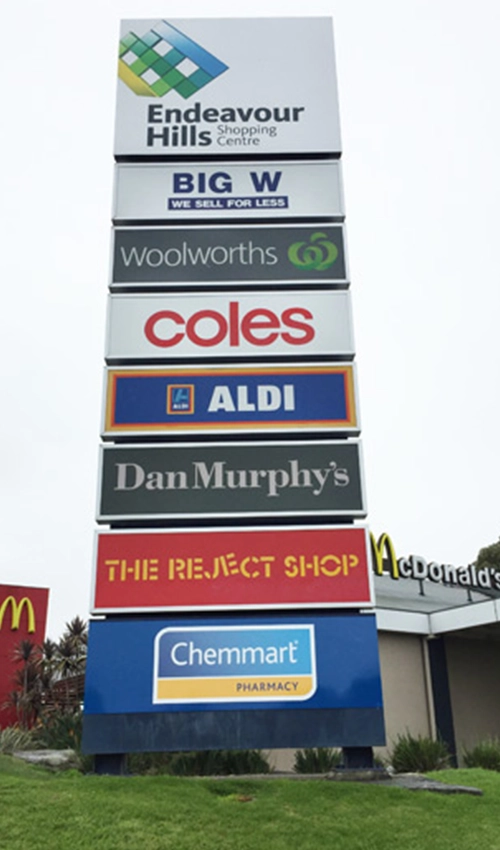 Endeavour
Hills Shopping
Centre
BIG W
WE SELL FOR LESS
woolworths
coles
ALDI
ALDI
Dan Murphy's
THE REJECT SHOP
McDonald's
Chemmart
PHARMACY